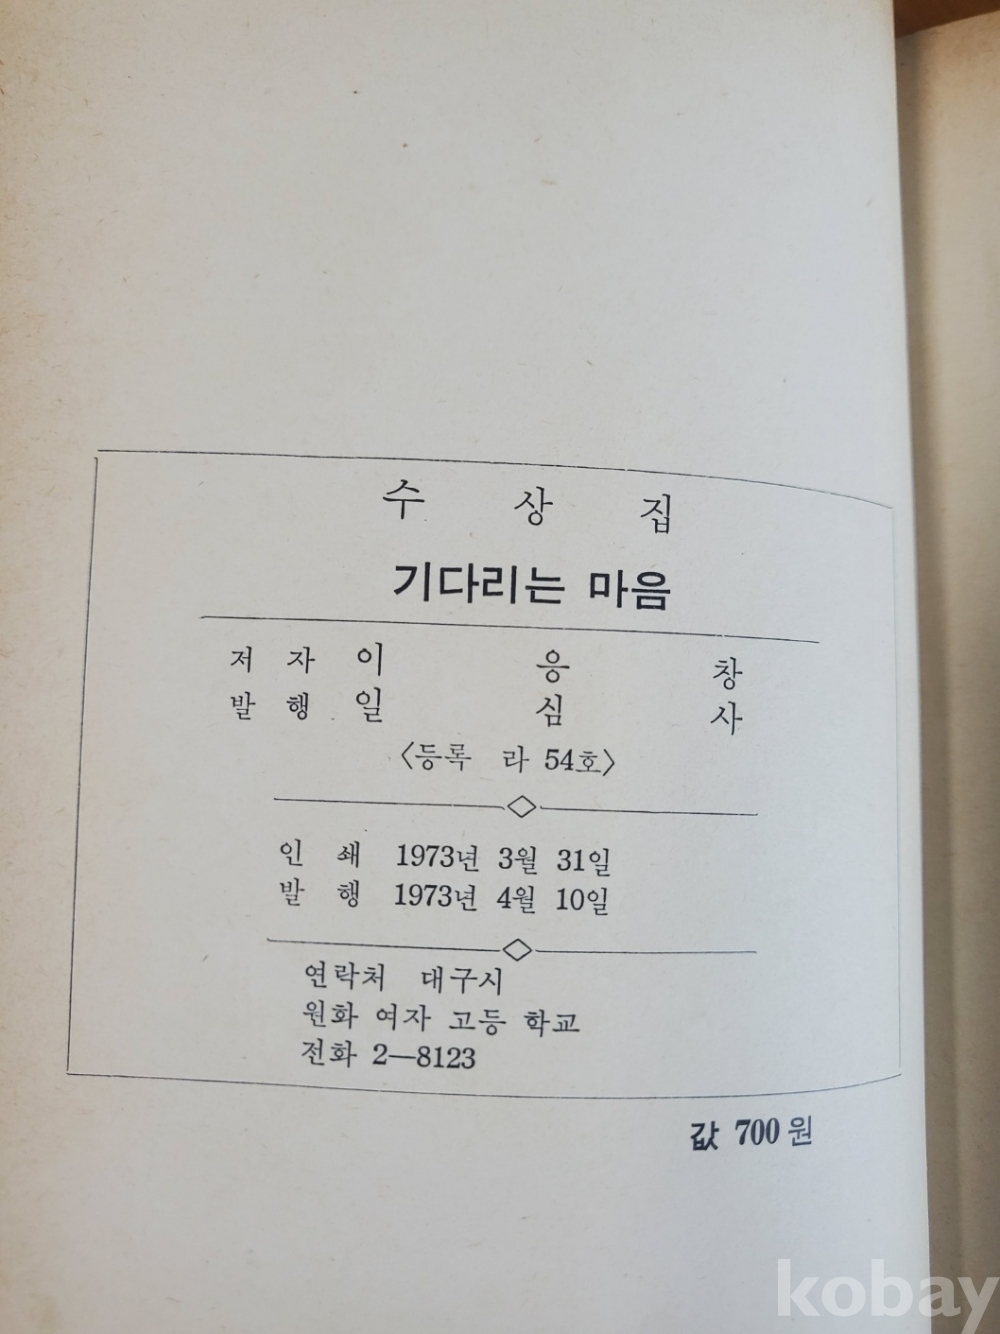 수 상 집
기다리는 마음
저 자 이 응 창
발 행 일 심 사
〈등록 라 54호〉
인 쇄 1973년 3월 31일
발 행 1973년 4월 10일
연락처 대구시
원화 여자 고등 학교
전화 2—8123
값 700원
kobay